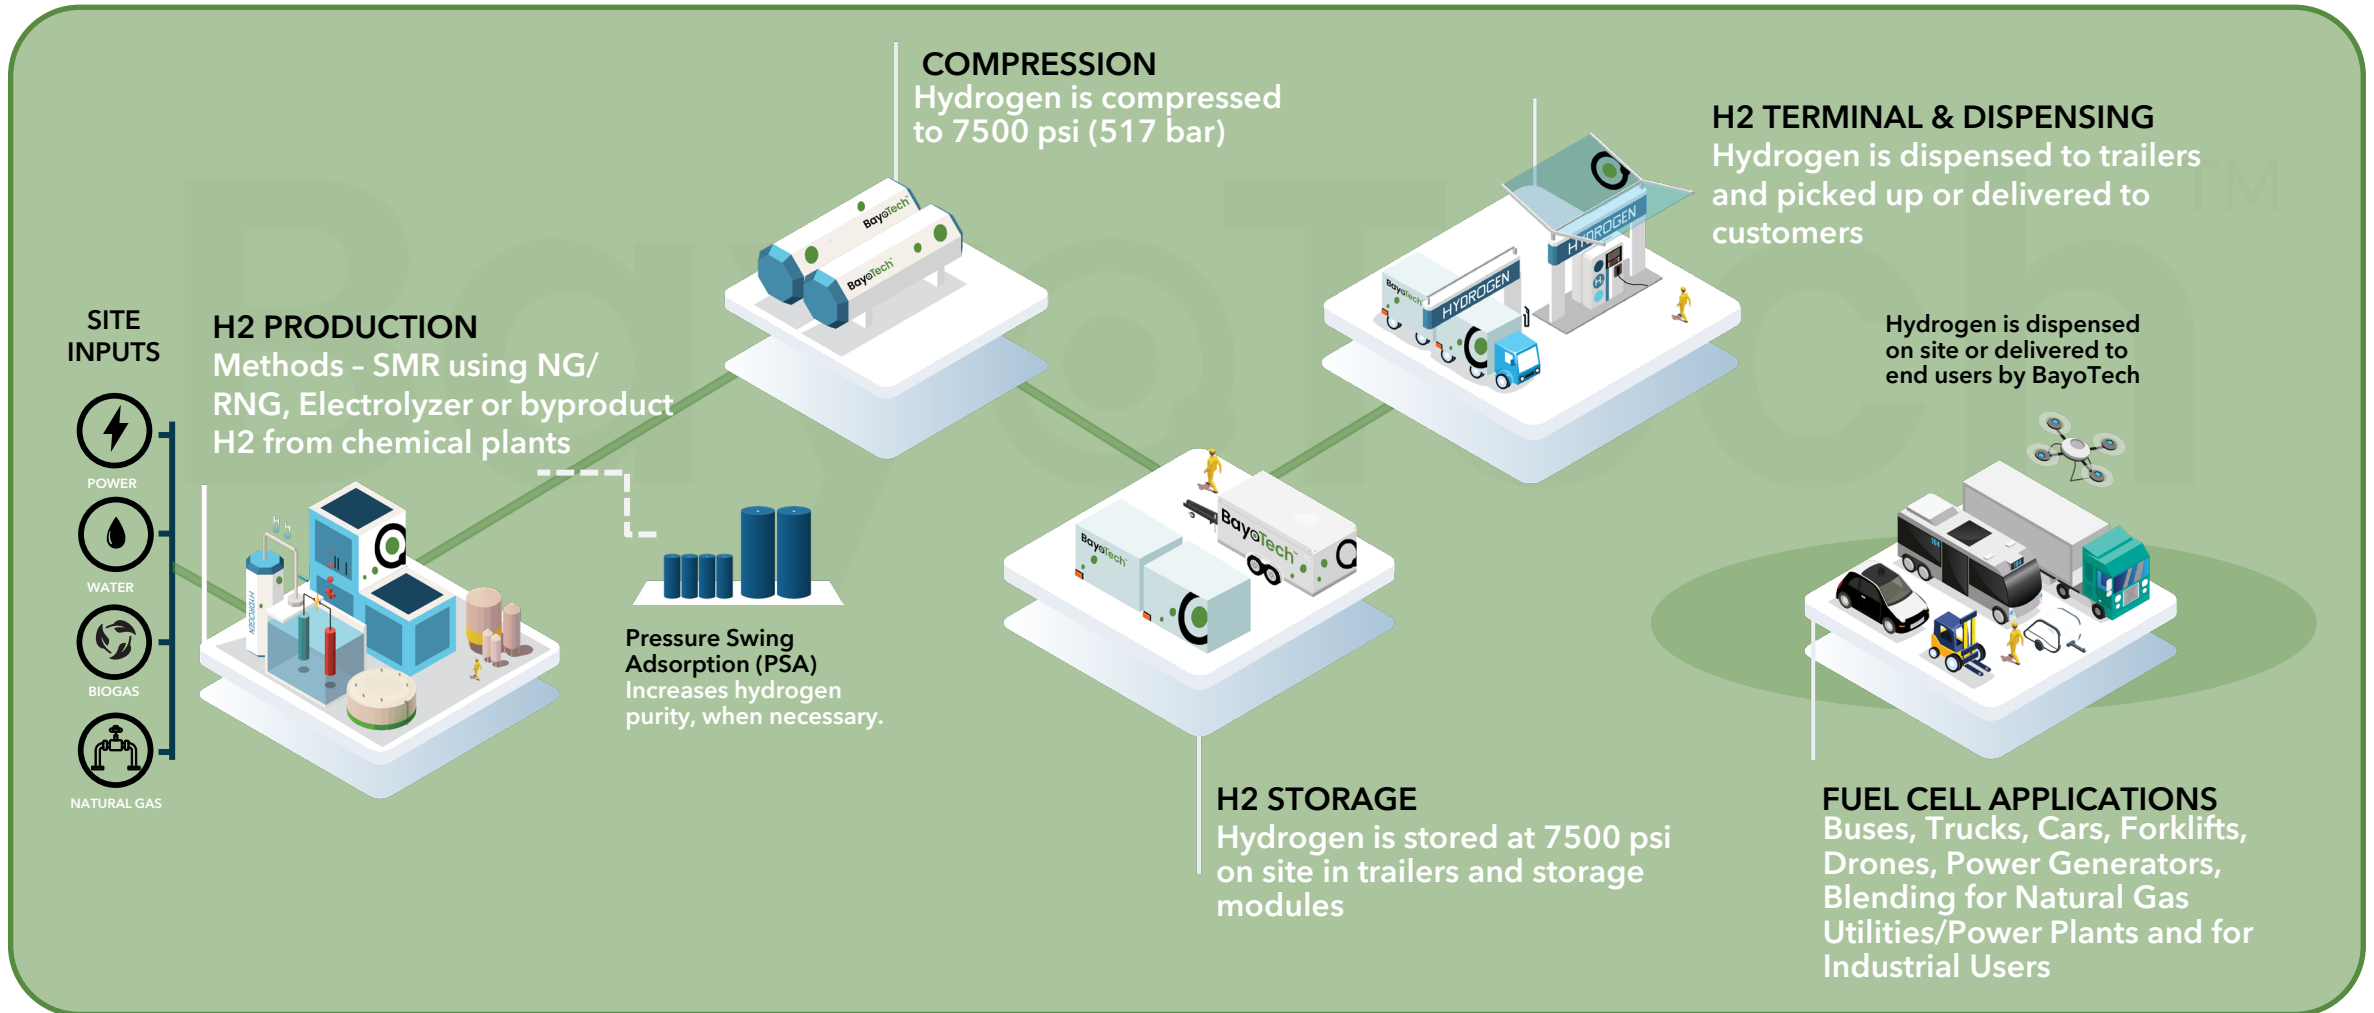 SITE
INPUTS
POWER
WATER
BIOGAS
NATURAL GAS
H2 PRODUCTION
Methods – SMR using NG/
RNG, Electrolyzer or byproduct
H2 from chemical plants
HYDROGEN
Pressure Swing
Adsorption (PSA)
Increases hydrogen
purity, when necessary.
COMPRESSION
Hydrogen is compressed
to 7500 psi (517 bar)
BayoTech
BayoTech
H2 STORAGE
Hydrogen is stored at 7500 psi
on site in trailers and storage
modules
BayoTech
BayoTech
H2 TERMINAL & DISPENSING
Hydrogen is dispensed to trailers
and picked up or delivered to
customers
HYDROGEN
HYDROGEN
BayoTech
H
Hydrogen is dispensed
on site or delivered to
end users by BayoTech
FUEL CELL APPLICATIONS
Buses, Trucks, Cars, Forklifts,
Drones, Power Generators,
Blending for Natural Gas
Utilities/Power Plants and for
Industrial Users
BayoTech™